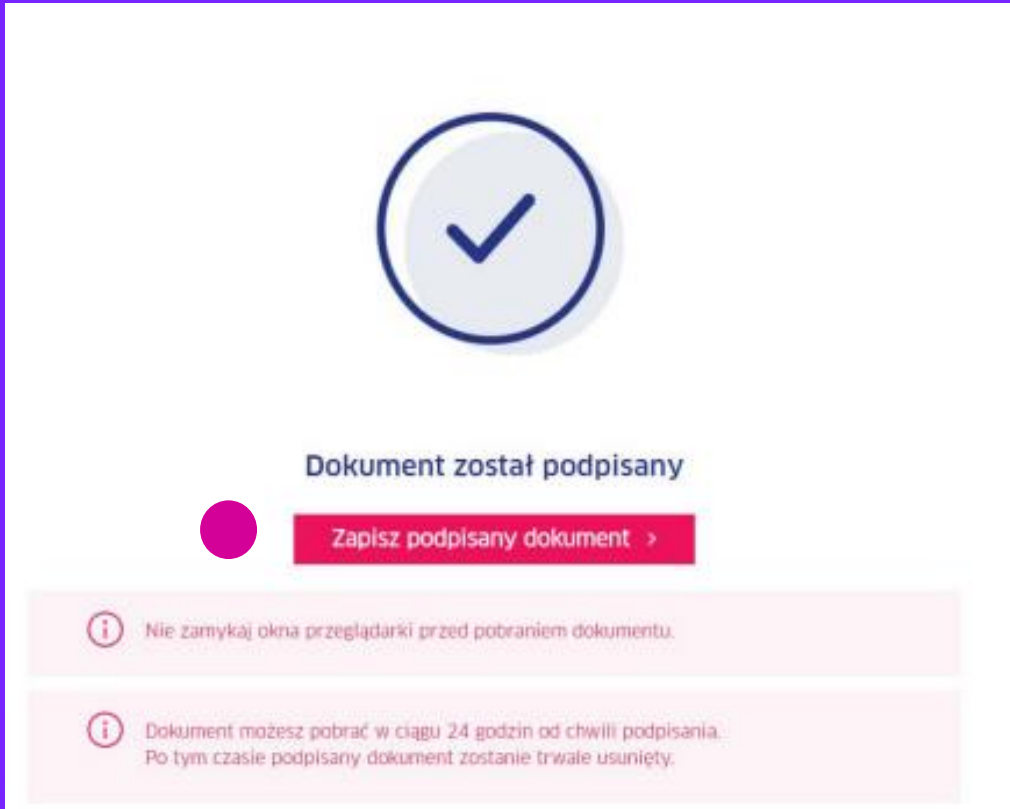 Dokument został podpisany
Zapisz podpisany dokument >
Nie zamykaj okna przeglądarki przed pobraniem dokumentu.
Dokument możesz pobrać w ciągu 24 godzin od chwili podpisania.
Po tym czasie podpisany dokument zostanie trwale usunięty.